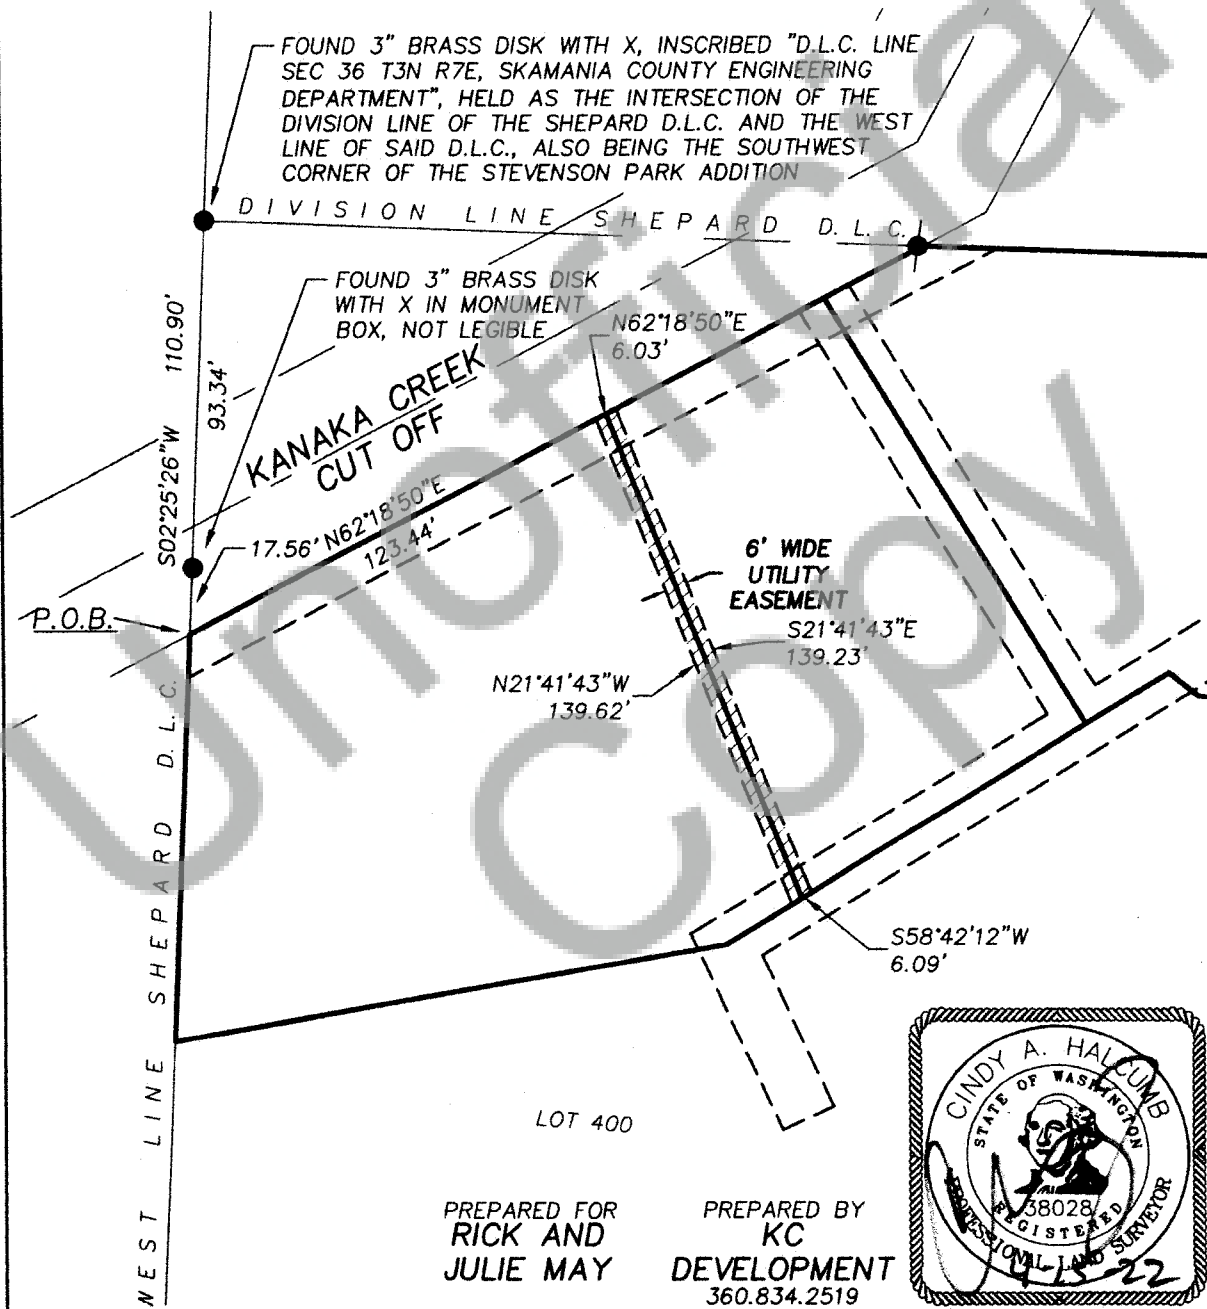 FOUND 3" BRASS DISK WITH X, INSCRIBED "D.L.C. LINE
SEC 36 T3N R7E, SKAMANIA COUNTY ENGINEERING
DEPARTMENT", HELD AS THE INTERSECTION OF THE
DIVISION LINE OF THE SHEPARD D.L.C. AND THE WEST
LINE OF SAID D.L.C., ALSO BEING THE SOUTHWEST
CORNER OF THE STEVENSON PARK ADDITION
DIVISION LINE SHEPARD D.L.C.
FOUND 3" BRASS DISK
WITH X IN MONUMENT
BOX, NOT LEGIBLE
N62°18'50"E
6.03'
S02°25'26"W 110.90'
93.34'
KANAKA CREEK
CUT OFF
17.56'
N62°18'50"E
123.44'
P.O.B.
6' WIDE
UTILITY
EASEMENT
S21°41'43"E
139.23'
N21°41'43"W
139.62'
S58°42'12"W
6.09'
WEST LINE SHEPARD D.L.C.
LOT 400
PREPARED FOR
RICK AND
JULIE MAY
PREPARED BY
KC
DEVELOPMENT
360.834.2519
CINDY A. HALCUMB
STATE OF WASHINGTON
38028
REGISTERED
PROFESSIONAL LAND SURVEYOR
4-15-22
Unofficial
Copy